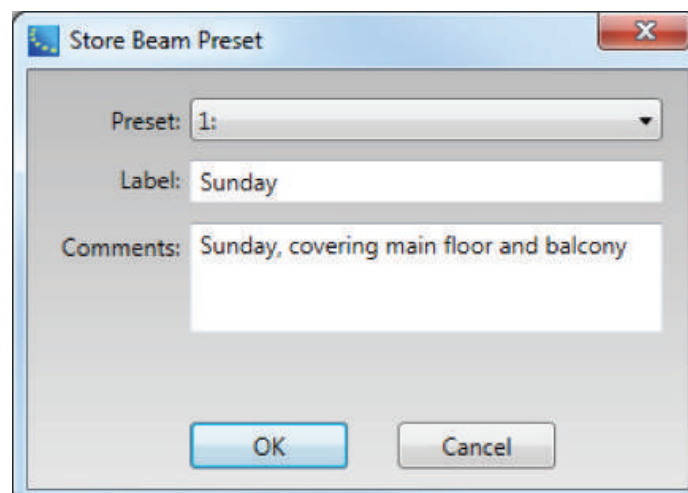 Store Beam Preset
Preset: 1:
Label: Sunday
Comments: Sunday, covering main floor and balcony
OK Cancel